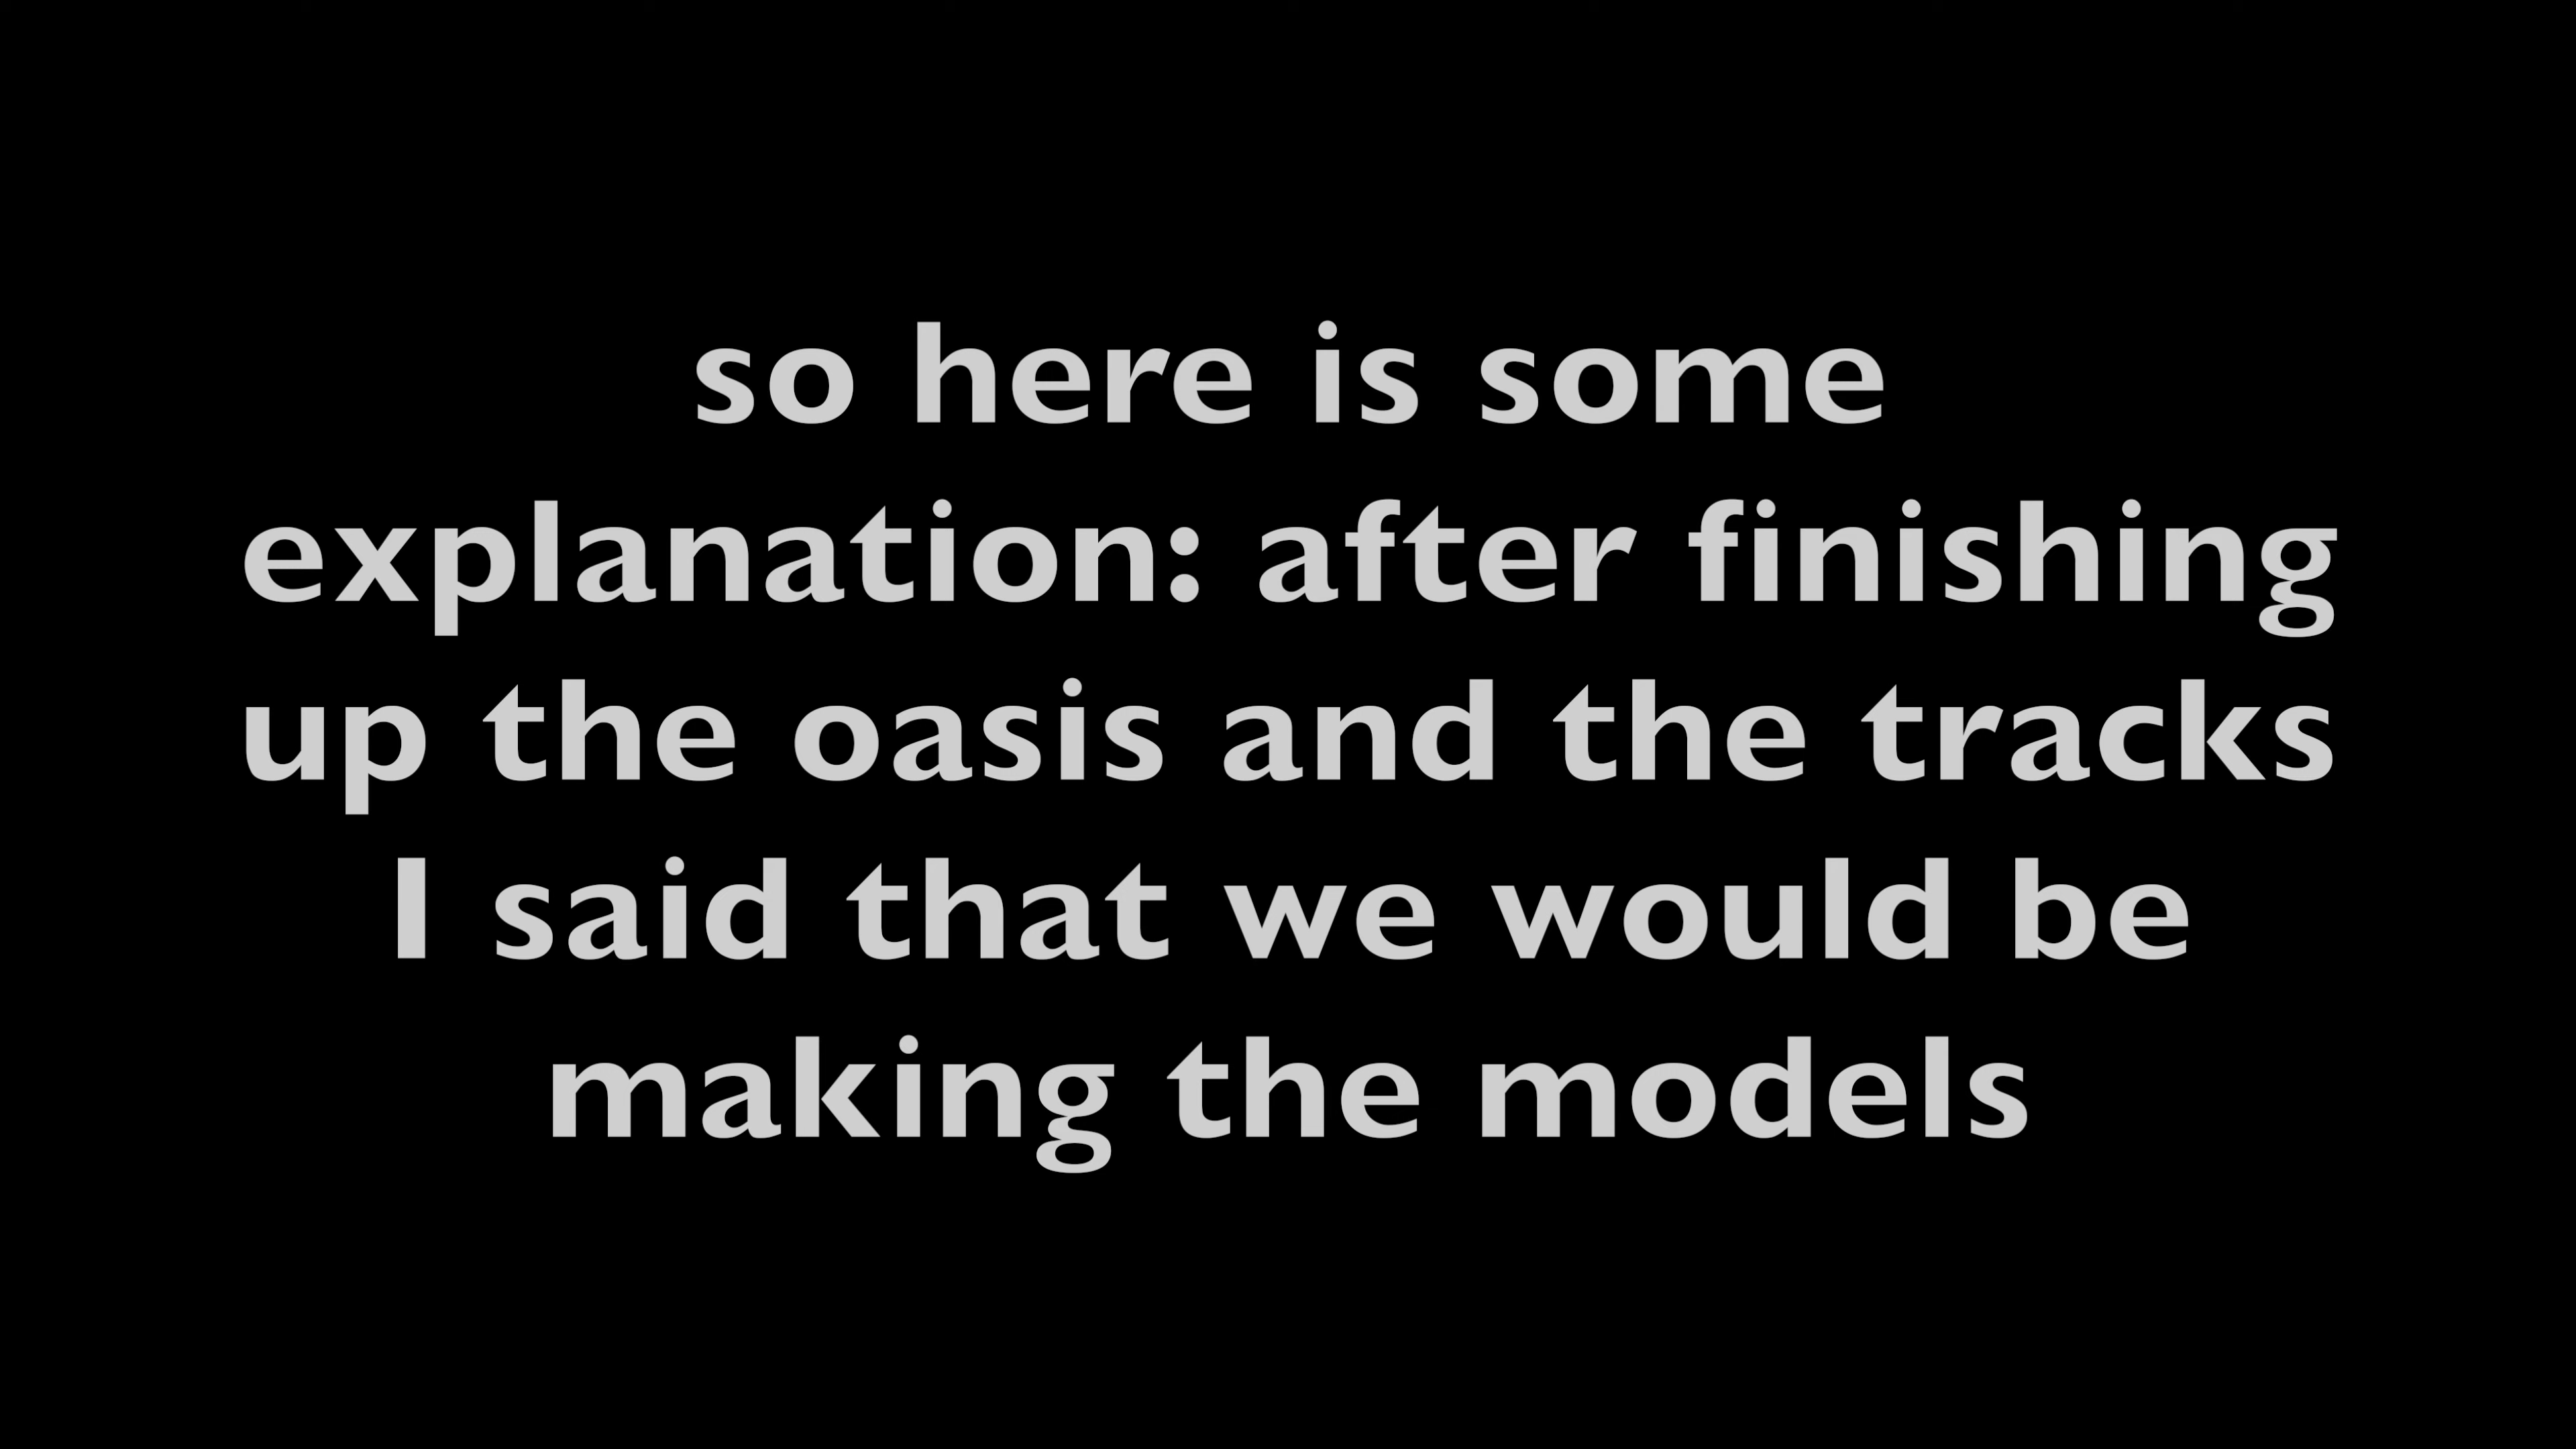 so here is some
explanation: after finishing
up the oasis and the tracks
I said that we would be
making the models